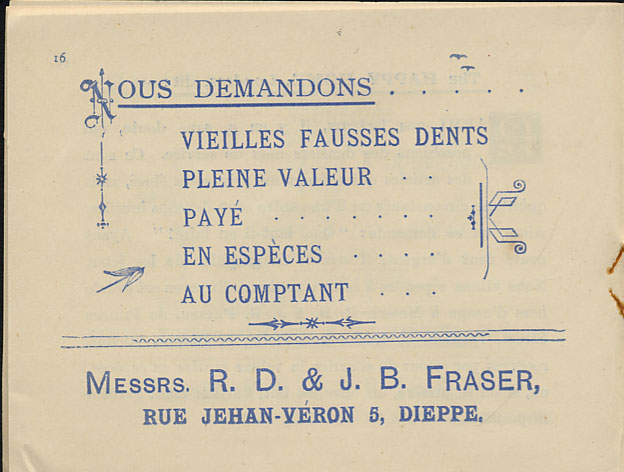 16
NOUS DEMANDONS . . . . .
VIEILLES FAUSSES DENTS
PLEINE VALEUR . .
PAYÉ . . . . . . .
EN ESPÈCES . . .
AU COMPTANT . . .
MESSRS. R. D. & J. B. FRASER,
RUE JEHAN-VÉRON 5, DIEPPE.